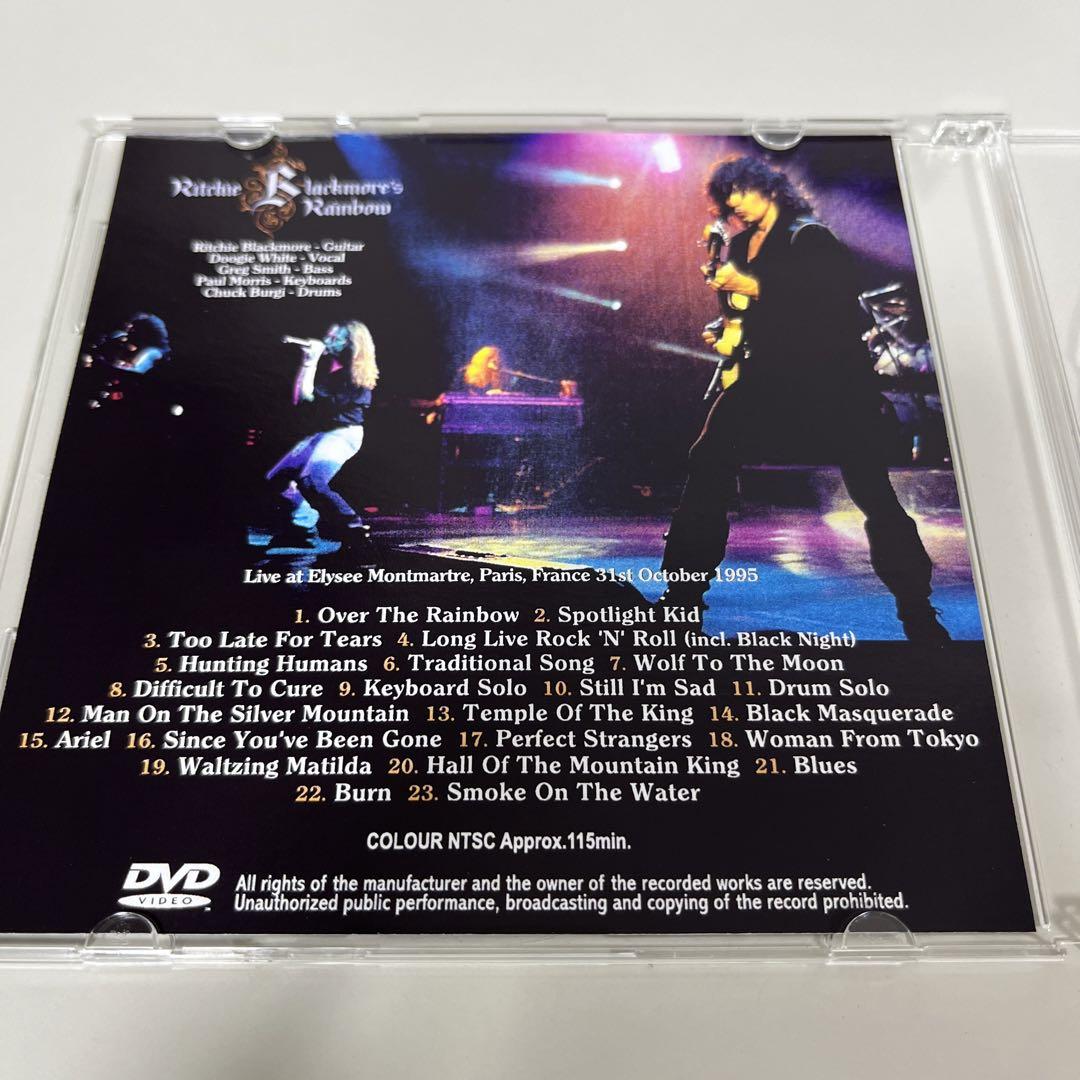 Ritchie Blackmore's
Rainbow
Ritchie Blackmore - Guitar
Doogie White - Vocal
Greg Smith - Bass
Paul Morris - Keyboards
Chuck Burgi - Drums
Live at Elysee Montmartre, Paris, France 31st October 1995
1. Over The Rainbow 2. Spotlight Kid
3. Too Late For Tears 4. Long Live Rock 'N' Roll (incl. Black Night)
5. Hunting Humans 6. Traditional Song 7. Wolf To The Moon
8. Difficult To Cure 9. Keyboard Solo 10. Still I'm Sad 11. Drum Solo
12. Man On The Silver Mountain 13. Temple Of The King 14. Black Masquerade
15. Ariel 16. Since You've Been Gone 17. Perfect Strangers 18. Woman From Tokyo
19. Waltzing Matilda 20. Hall Of The Mountain King 21. Blues
22. Burn 23. Smoke On The Water
COLOUR NTSC Approx.115min.
DVD
VIDEO
All rights of the manufacturer and the owner of the recorded works are reserved.
Unauthorized public performance, broadcasting and copying of the record prohibited.